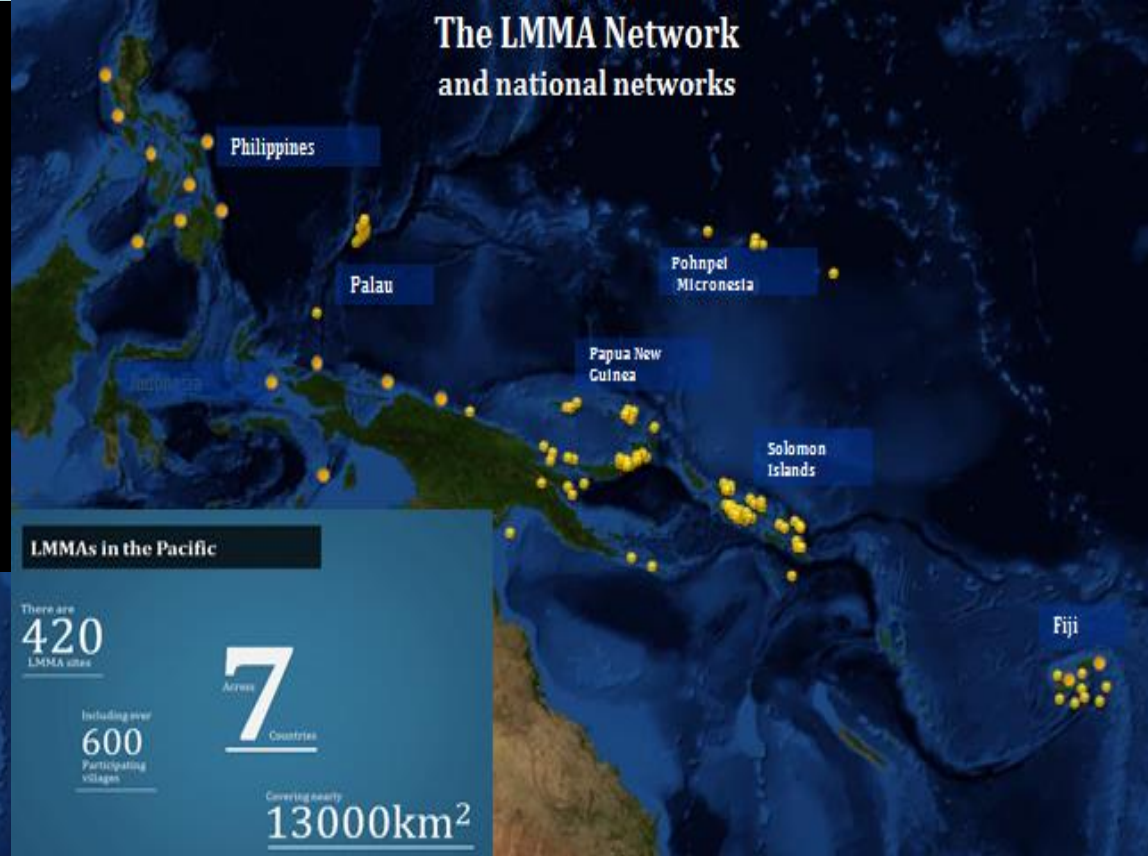 The LMMA Network
and national networks
Philippines
Palau
Pohnpei
Micronesia
Indonesia
Papua New
Guinea
Solomon
Islands
Fiji
LMMAs in the Pacific
There are
420
LMMA sites
Across
7
Countries
Including over
600
Participating
villages
Covering nearly
13000km²